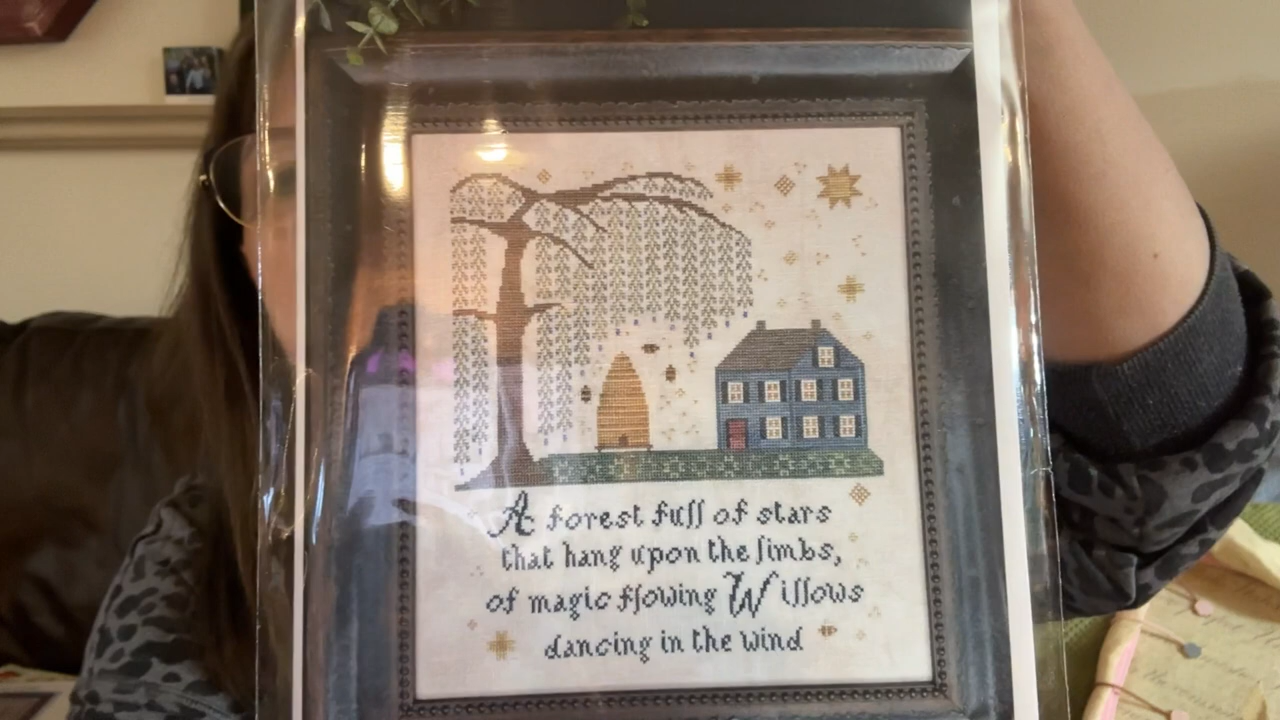 A forest full of stars
that hang upon the limbs,
of magic flowing Willows
dancing in the wind